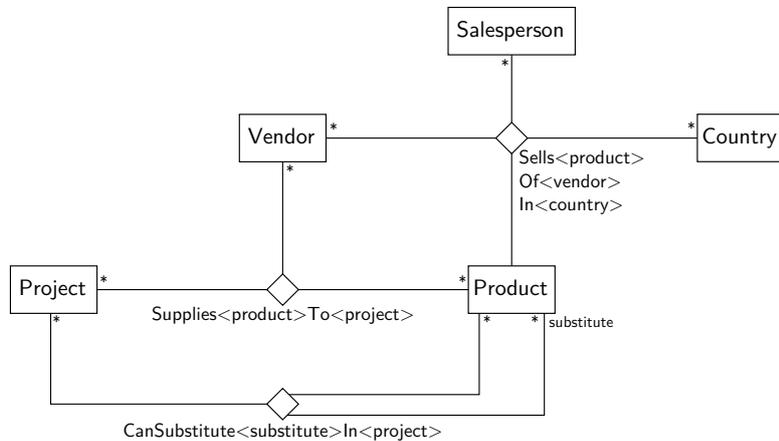 Salesperson
*
Vendor
*
*
Country
*
Sells<product>
Of<vendor>
In<country>
Project
*
*
Product
Supplies<product>To<project>
*
*
*
substitute
CanSubstitute<substitute>In<project>